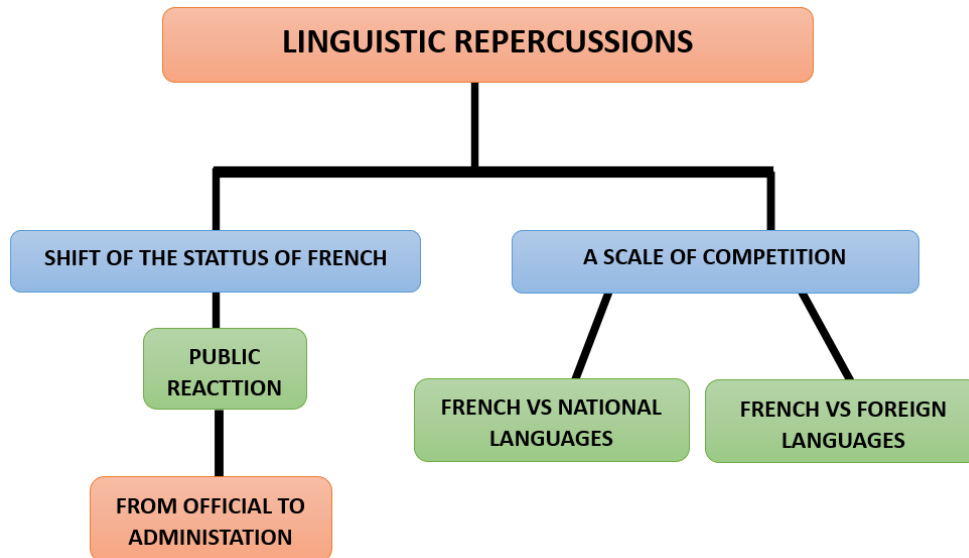 LINGUISTIC REPERCUSSIONS
SHIFT OF THE STATTUS OF FRENCH
A SCALE OF COMPETITION
PUBLIC
REACTTION
FRENCH VS NATIONAL
LANGUAGES
FRENCH VS FOREIGN
LANGUAGES
FROM OFFICIAL TO
ADMINISTATION